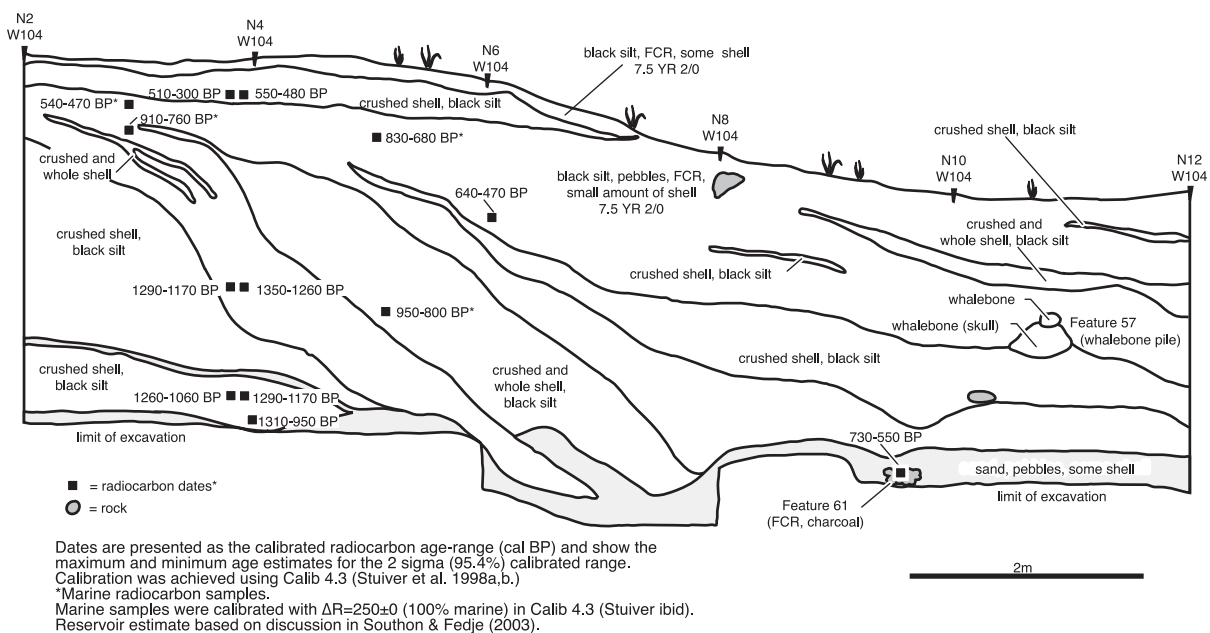 N2
W104
N4
W104
N6
W104
black silt, FCR, some shell
7.5 YR 2/0
N8
W104
crushed shell, black silt
N10
W104
N12
W104
540-470 BP*
510-300 BP
550-480 BP
crushed shell, black silt
910-760 BP*
830-680 BP*
crushed and
whole shell
640-470 BP
black silt, pebbles, FCR,
small amount of shell
7.5 YR 2/0
crushed and
whole shell, black silt
crushed shell,
black silt
crushed shell, black silt
1290-1170 BP
1350-1260 BP
950-800 BP*
whalebone
whalebone (skull)
Feature 57
(whalebone pile)
crushed shell,
black silt
crushed and
whole shell,
black silt
crushed shell, black silt
1260-1060 BP
1290-1170 BP
1310-950 BP
limit of excavation
730-550 BP
sand, pebbles, some shell
limit of excavation
Feature 61
(FCR, charcoal)
= radiocarbon dates*
= rock
2m
Dates are presented as the calibrated radiocarbon age-range (cal BP) and show the
maximum and minimum age estimates for the 2 sigma (95.4%) calibrated range.
Calibration was achieved using Calib 4.3 (Stuiver et al. 1998a,b.)
*Marine radiocarbon samples.
Marine samples were calibrated with ΔR=250±0 (100% marine) in Calib 4.3 (Stuiver ibid).
Reservoir estimate based on discussion in Southon & Fedje (2003).